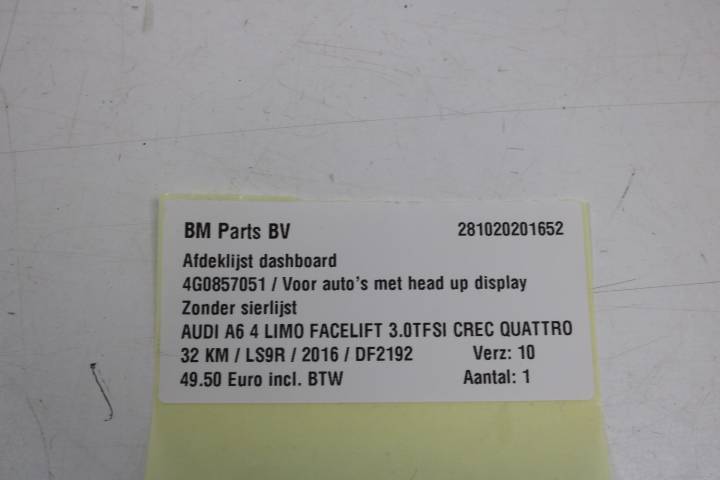 BM Parts BV 281020201652
Afdeklijst dashboard
4G0857051 / Voor auto's met head up display
Zonder sierlijst
AUDI A6 4 LIMO FACELIFT 3.0TFSI CREC QUATTRO
32 KM / LS9R / 2016 / DF2192 Verz: 10
49.50 Euro incl. BTW Aantal: 1